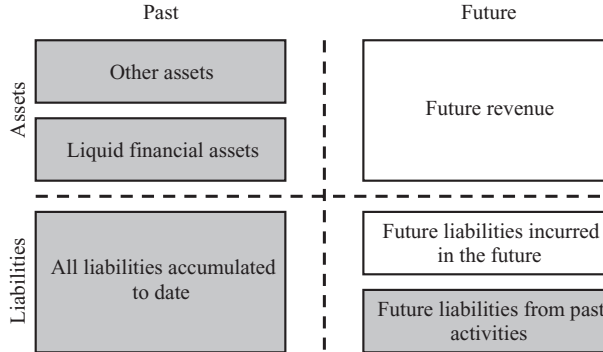 Past
Future
Assets
Other assets
Liquid financial assets
Future revenue
Liabilities
All liabilities accumulated
to date
Future liabilities incurred
in the future
Future liabilities from past
activities